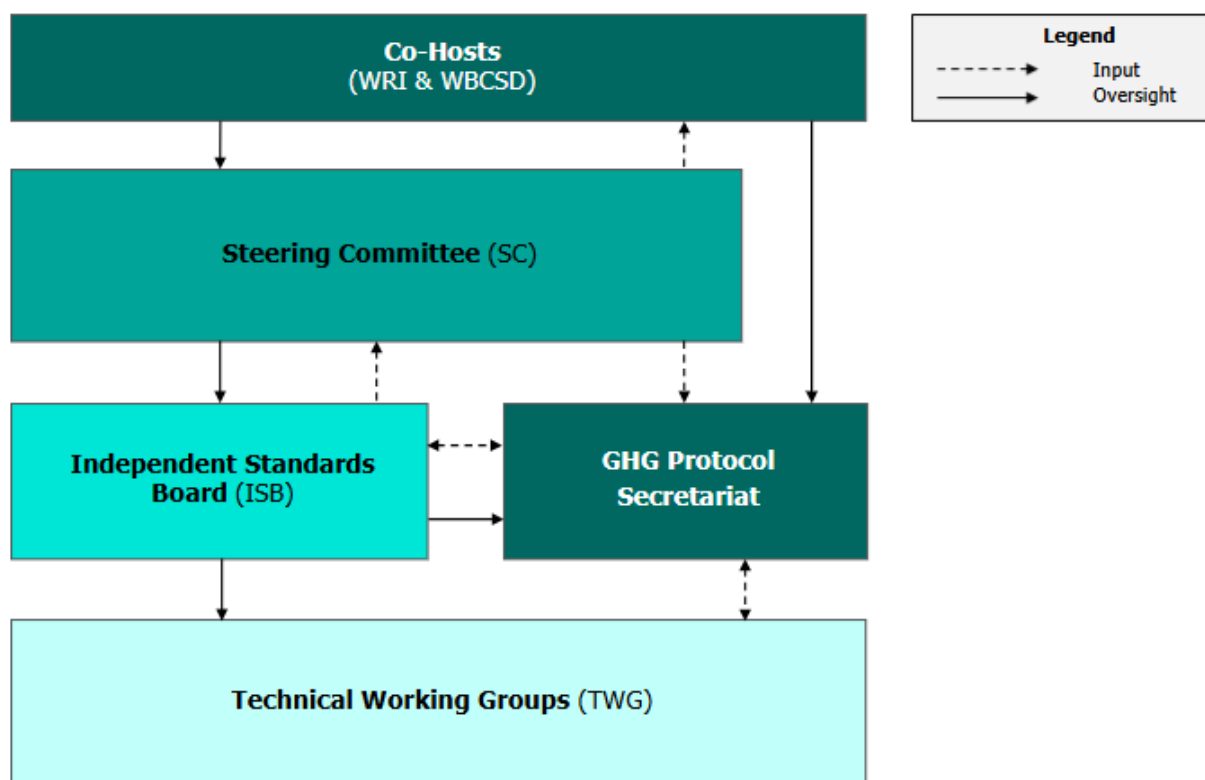 Co-Hosts
(WRI & WBCSD)
Legend
Input
Oversight
Steering Committee (SC)
Independent Standards
Board (ISB)
GHG Protocol
Secretariat
Technical Working Groups (TWG)